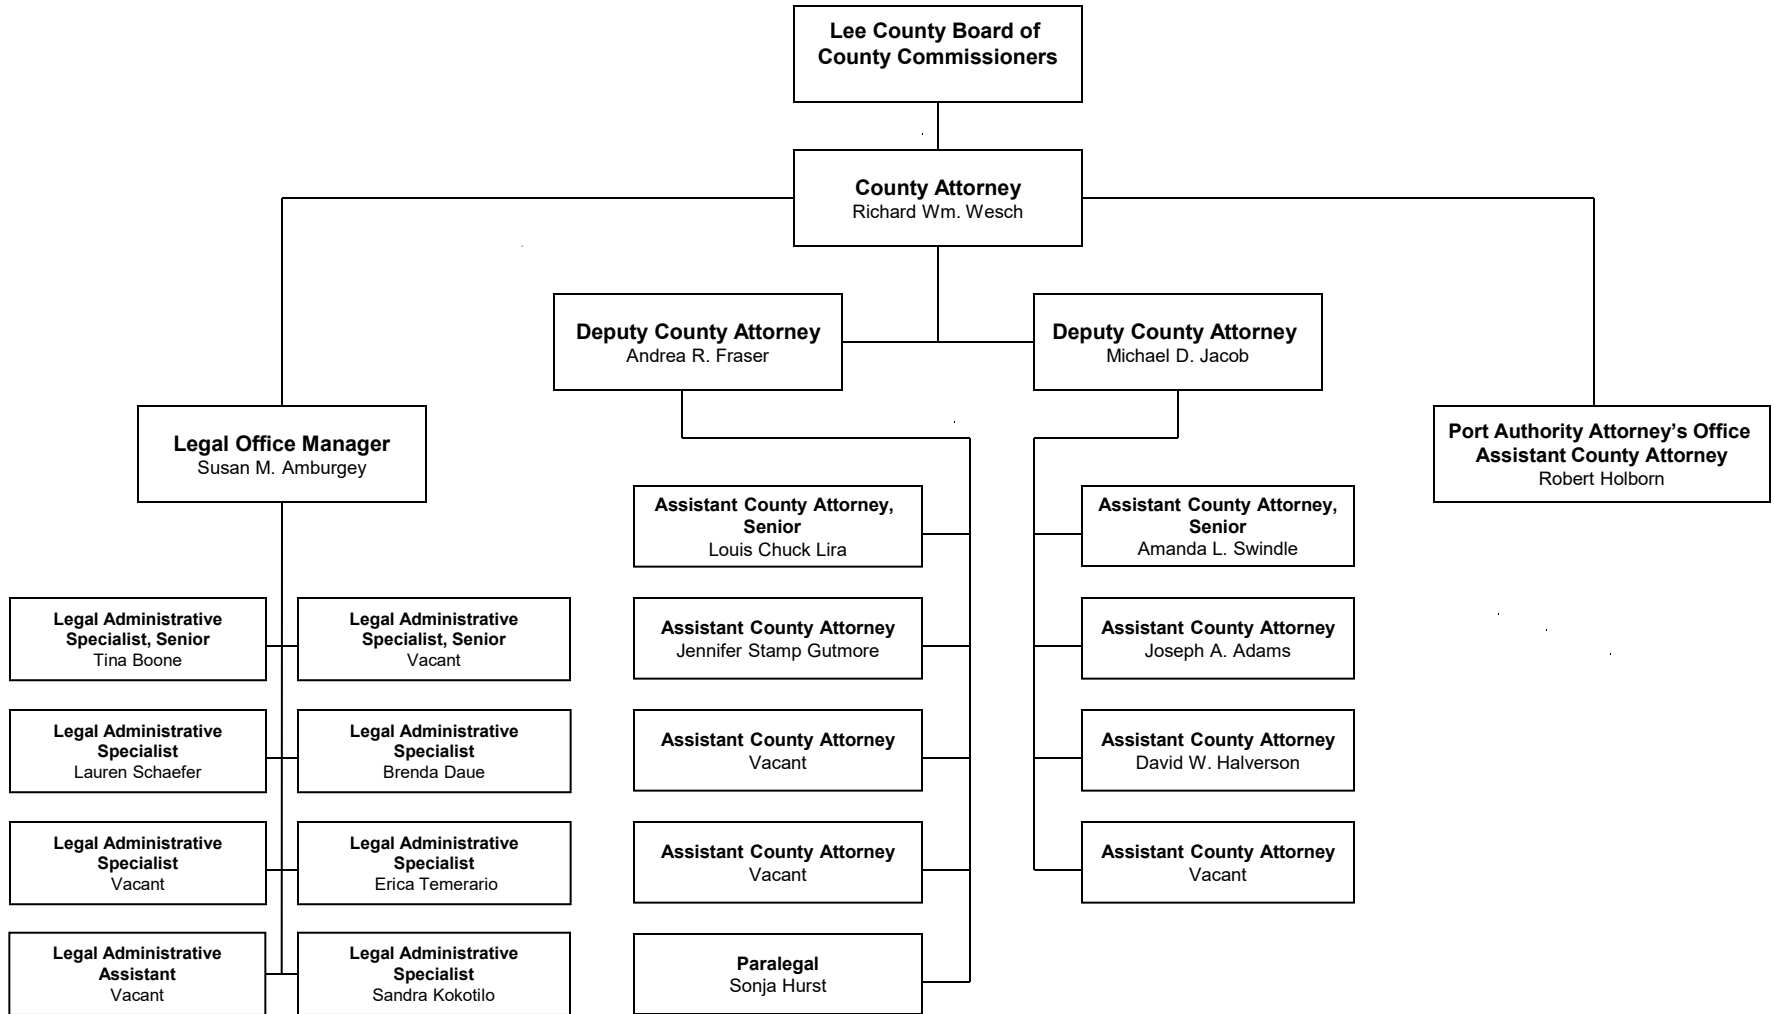 Lee County Board of
County Commissioners
County Attorney
Richard Wm. Wesch
Deputy County Attorney
Andrea R. Fraser
Deputy County Attorney
Michael D. Jacob
Legal Office Manager
Susan M. Amburgey
Port Authority Attorney’s Office
Assistant County Attorney
Robert Holborn
Legal Administrative
Specialist, Senior
Tina Boone
Legal Administrative
Specialist, Senior
Vacant
Legal Administrative
Specialist
Lauren Schaefer
Legal Administrative
Specialist
Brenda Daue
Legal Administrative
Specialist
Vacant
Legal Administrative
Specialist
Erica Temerario
Legal Administrative
Assistant
Vacant
Legal Administrative
Specialist
Sandra Kokotilo
Assistant County Attorney,
Senior
Louis Chuck Lira
Assistant County Attorney
Jennifer Stamp Gutmore
Assistant County Attorney
Vacant
Assistant County Attorney
Vacant
Paralegal
Sonja Hurst
Assistant County Attorney,
Senior
Amanda L. Swindle
Assistant County Attorney
Joseph A. Adams
Assistant County Attorney
David W. Halverson
Assistant County Attorney
Vacant